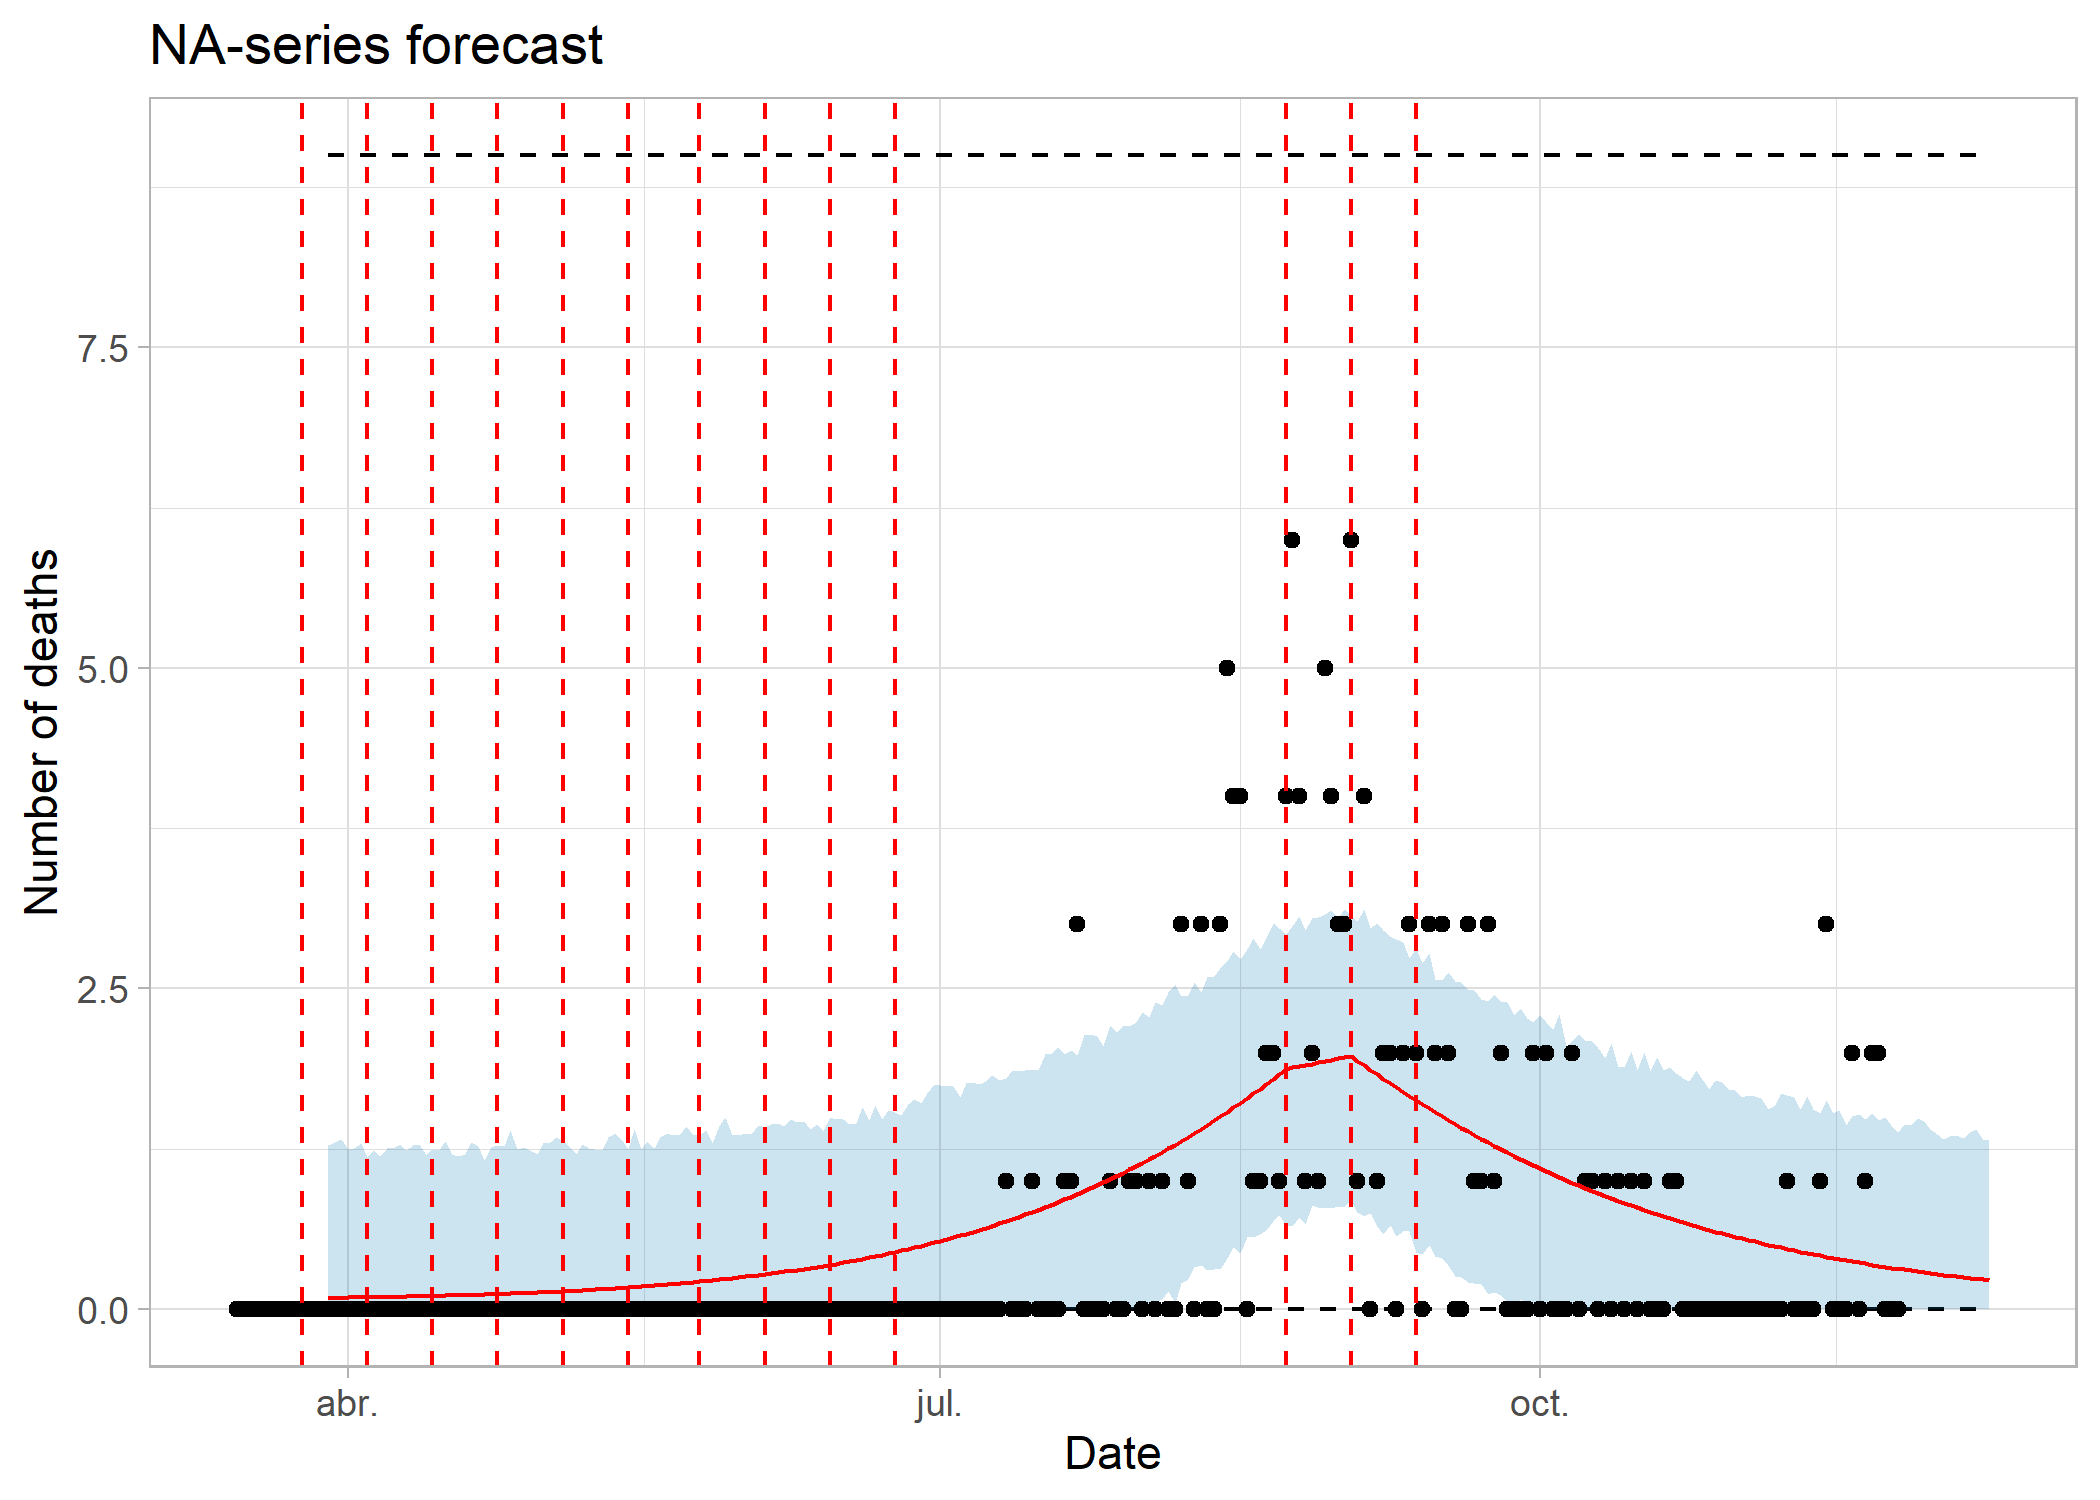 NA-series forecast
Number of deaths
7.5
5.0
2.5
0.0
abr.
jul.
oct.
Date